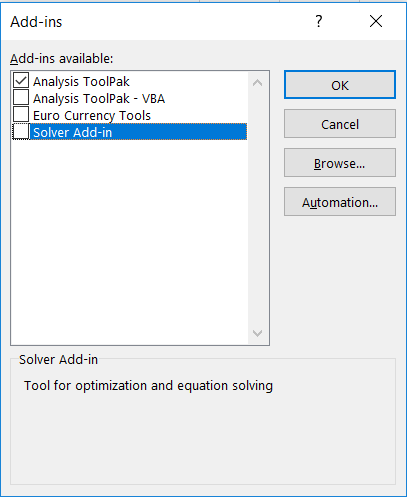 Add-ins
?
Add-ins available:
Analysis ToolPak
Analysis ToolPak - VBA
Euro Currency Tools
Solver Add-in
OK
Cancel
Browse...
Automation...
Solver Add-in
Tool for optimization and equation solving